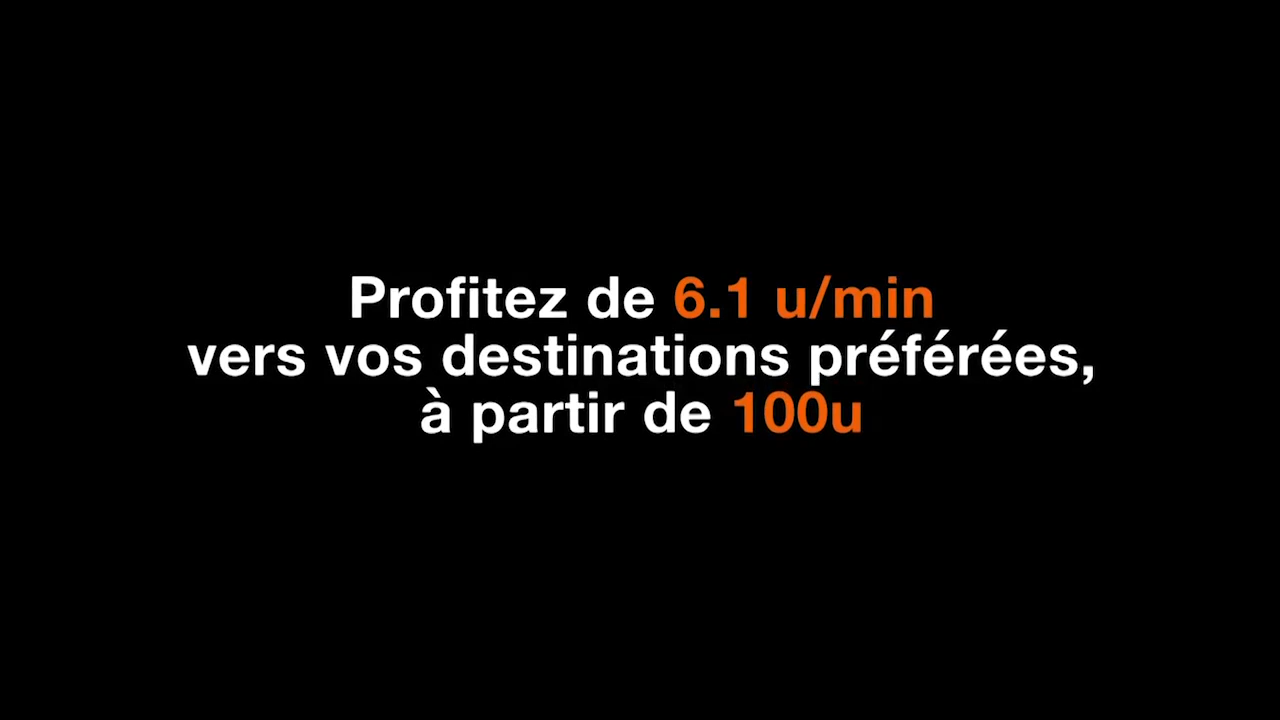 Profitez de 6.1 u/min
vers vos destinations préférées,
à partir de 100u